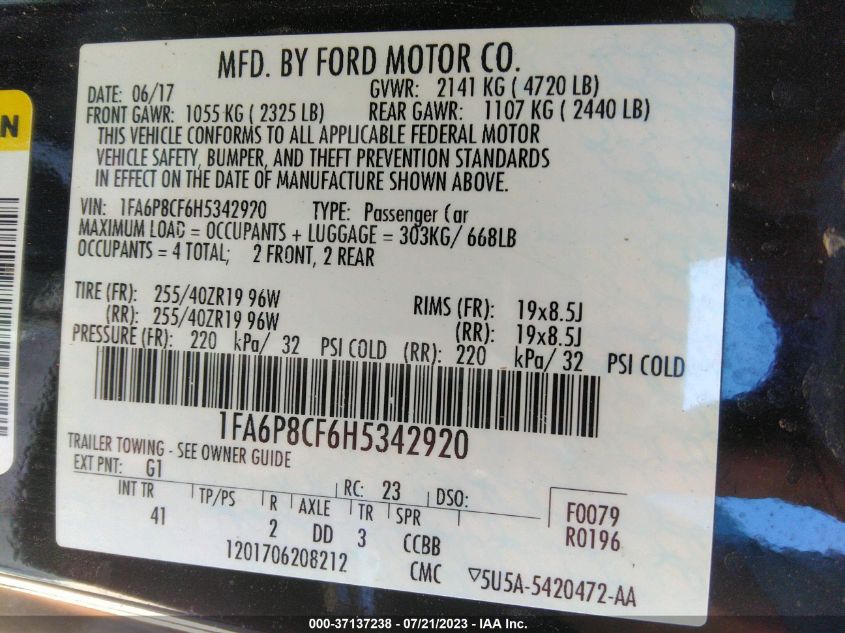 MFD. BY FORD MOTOR CO.
DATE: 06/17 GVWR: 2141 KG ( 4720 LB)
FRONT GAWR: 1055 KG ( 2325 LB) REAR GAWR: 1107 KG ( 2440 LB)
THIS VEHICLE CONFORMS TO ALL APPLICABLE FEDERAL MOTOR
VEHICLE SAFETY, BUMPER, AND THEFT PREVENTION STANDARDS
IN EFFECT ON THE DATE OF MANUFACTURE SHOWN ABOVE.
VIN: 1FA6P8CF6H5342920 TYPE: Passenger Car
MAXIMUM LOAD = OCCUPANTS + LUGGAGE = 303KG/ 668LB
OCCUPANTS = 4 TOTAL; 2 FRONT, 2 REAR
TIRE (FR): 255/40ZR19 96W RIMS (FR): 19x8.5J
(RR): 255/40ZR19 96W (RR): 19x8.5J
PRESSURE (FR): 220 kPa/ 32 PSI COLD (RR): 220 kPa/ 32 PSI COLD
1FA6P8CF6H5342920
TRAILER TOWING - SEE OWNER GUIDE
EXT PNT: G1 RC: 23 DSO:
INT TR TP/PS R AXLE TR SPR F0079
41 2 DD 3 CCBB R0196
1201706208212 CMC 5U5A-5420472-AA
000-37137238 - 07/21/2023 - IAA Inc.